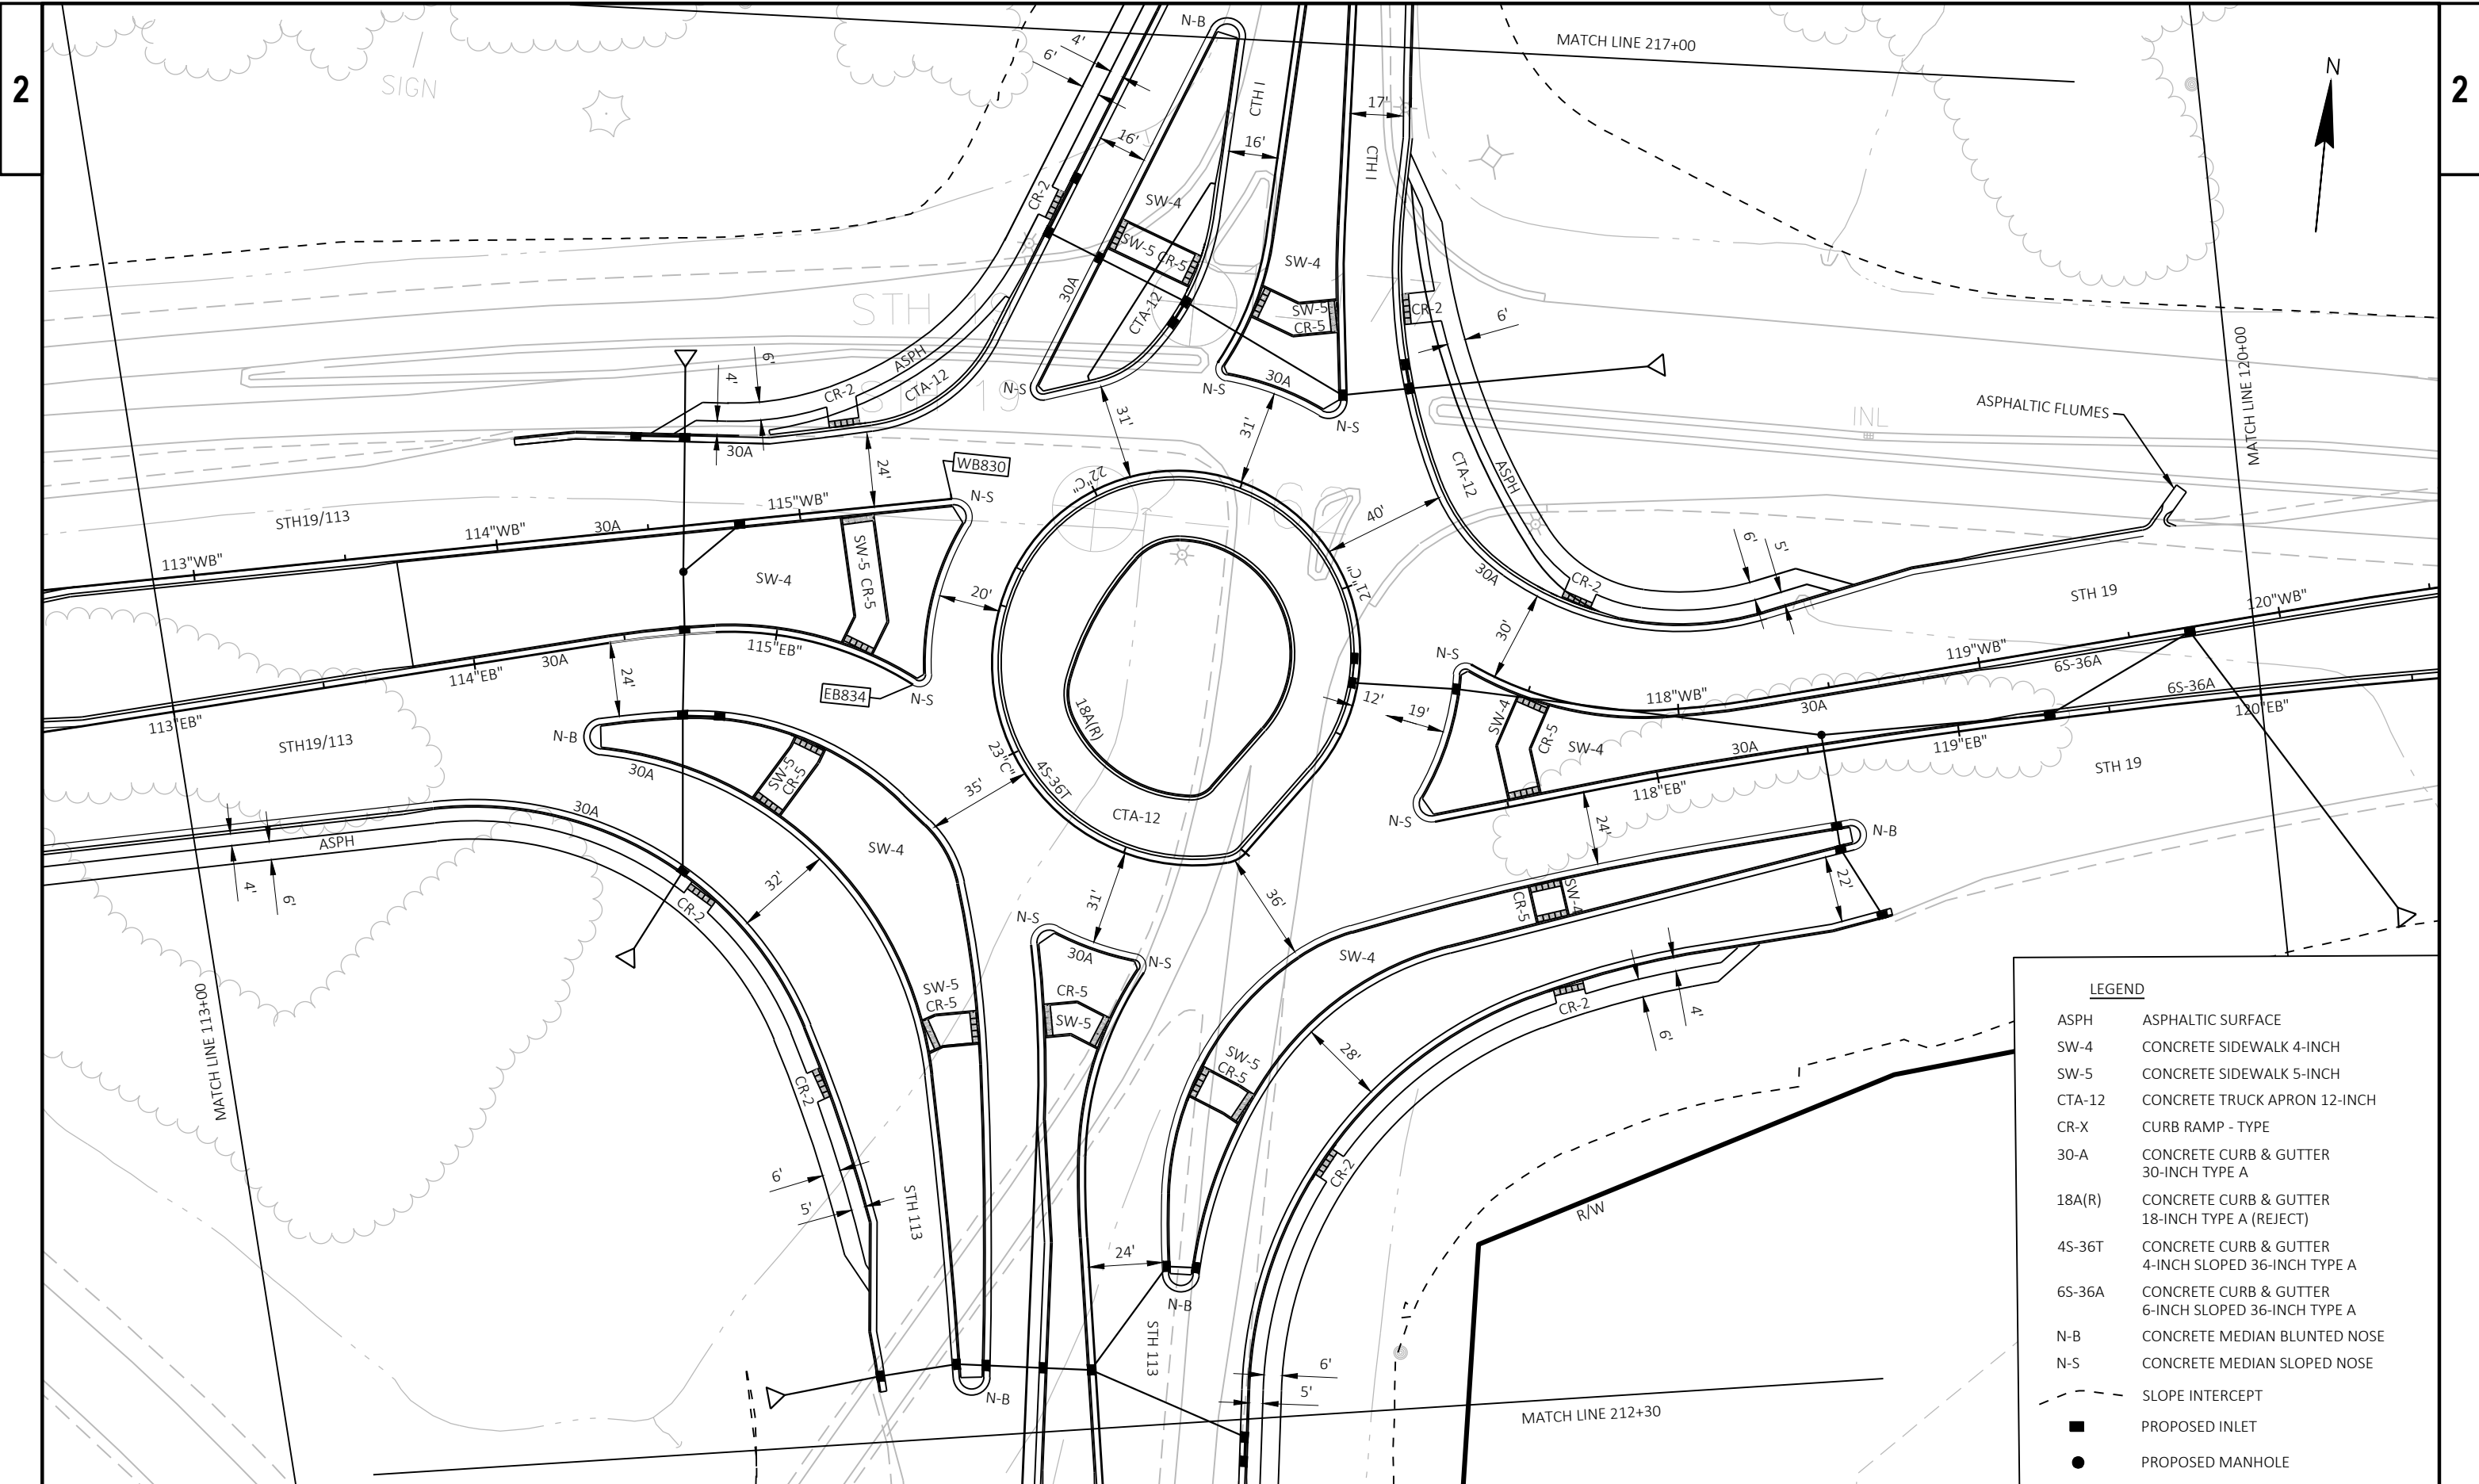 2
2
N-B
MATCH LINE 217+00
N
4'
6'
SIGN
CTH I
17'
16'
16'
CTH I
CR-2
SW-4
SW-5 CR-5
SW-4
30A
CTA-12
SW-5
CR-5
CR-2
6'
STH 19
MATCH LINE 120+00
6'
4'
ASPH
CR-2
CTA-12
STH 19
N-S
N-S
30A
N-S
ASPHALTIC FLUMES
INL
31'
31'
30A
24'
WB830
CTA-12
ASPH
22"C"
N-S
115"WB"
STH19/113
114"WB"
30A
40'
113"WB"
SW-5 CR-5
SW-4
20'
21"C"
30A
CR-2
6'
5'
STH 19
120"WB"
30'
115"EB"
30A
114"EB"
24'
EB834
N-S
N-S
119"WB"
6S-36A
6S-36A
113"EB"
STH19/113
N-B
30A
18A(R)
12'
19'
SW-4
CR-5
118"WB"
30A
120"EB"
23"C"
4S-36T
SW-4
30A
119"EB"
STH 19
SW-5
CR-5
35'
118"EB"
CTA-12
N-S
24'
N-B
30A
ASPH
SW-4
4'
6'
32'
31'
36'
CR-5
SW-4
22'
CR-2
N-S
30A
N-S
SW-4
SW-5
CR-5
CR-5
SW-5
CR-2
4'
6'
MATCH LINE 113+00
SW-5
CR-5
28'
CR-2
CR-2
6'
5'
STH 113
R/W
24'
N-B
STH 113
6'
5'
N-B
MATCH LINE 212+30
LEGEND
ASPH ASPHALTIC SURFACE
SW-4 CONCRETE SIDEWALK 4-INCH
SW-5 CONCRETE SIDEWALK 5-INCH
CTA-12 CONCRETE TRUCK APRON 12-INCH
CR-X CURB RAMP - TYPE
30-A CONCRETE CURB & GUTTER
30-INCH TYPE A
18A(R) CONCRETE CURB & GUTTER
18-INCH TYPE A (REJECT)
4S-36T CONCRETE CURB & GUTTER
4-INCH SLOPED 36-INCH TYPE A
6S-36A CONCRETE CURB & GUTTER
6-INCH SLOPED 36-INCH TYPE A
N-B CONCRETE MEDIAN BLUNTED NOSE
N-S CONCRETE MEDIAN SLOPED NOSE
SLOPE INTERCEPT
PROPOSED INLET
PROPOSED MANHOLE